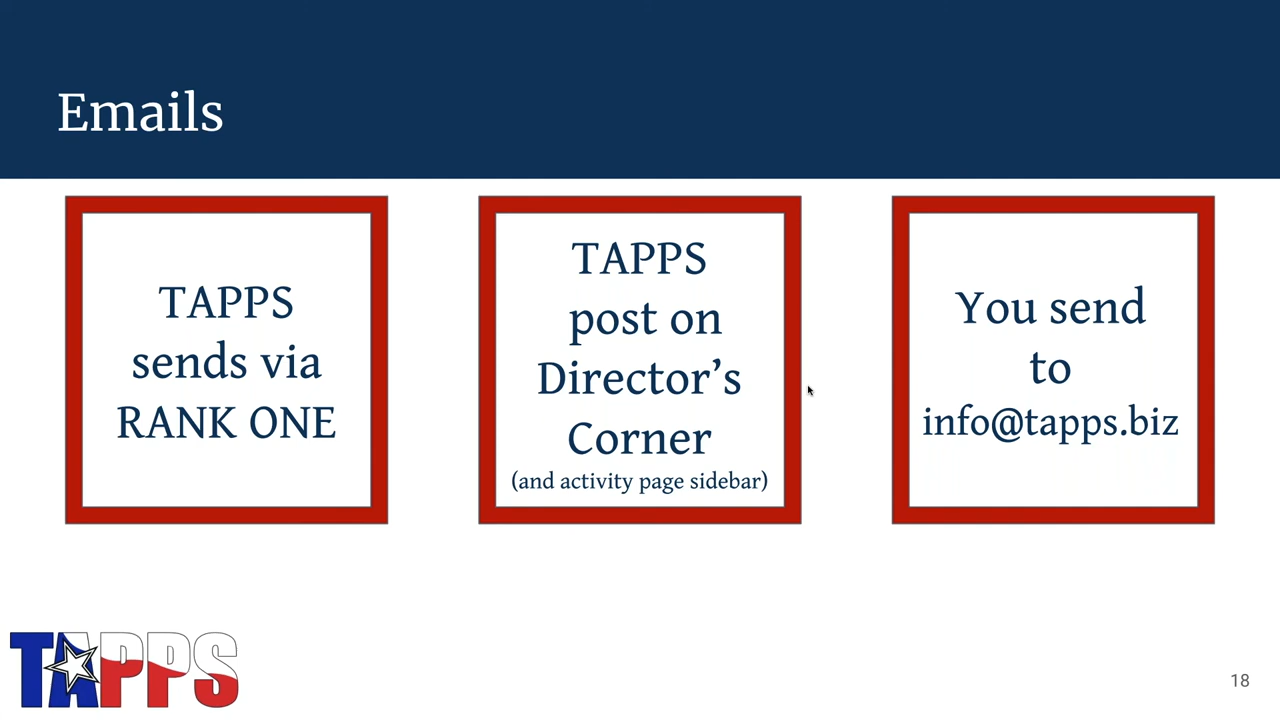 Emails
TAPPS
sends via
RANK ONE
TAPPS
post on
Director’s
Corner
(and activity page sidebar)
You send
to
info@tapps.biz
TAPPS
18